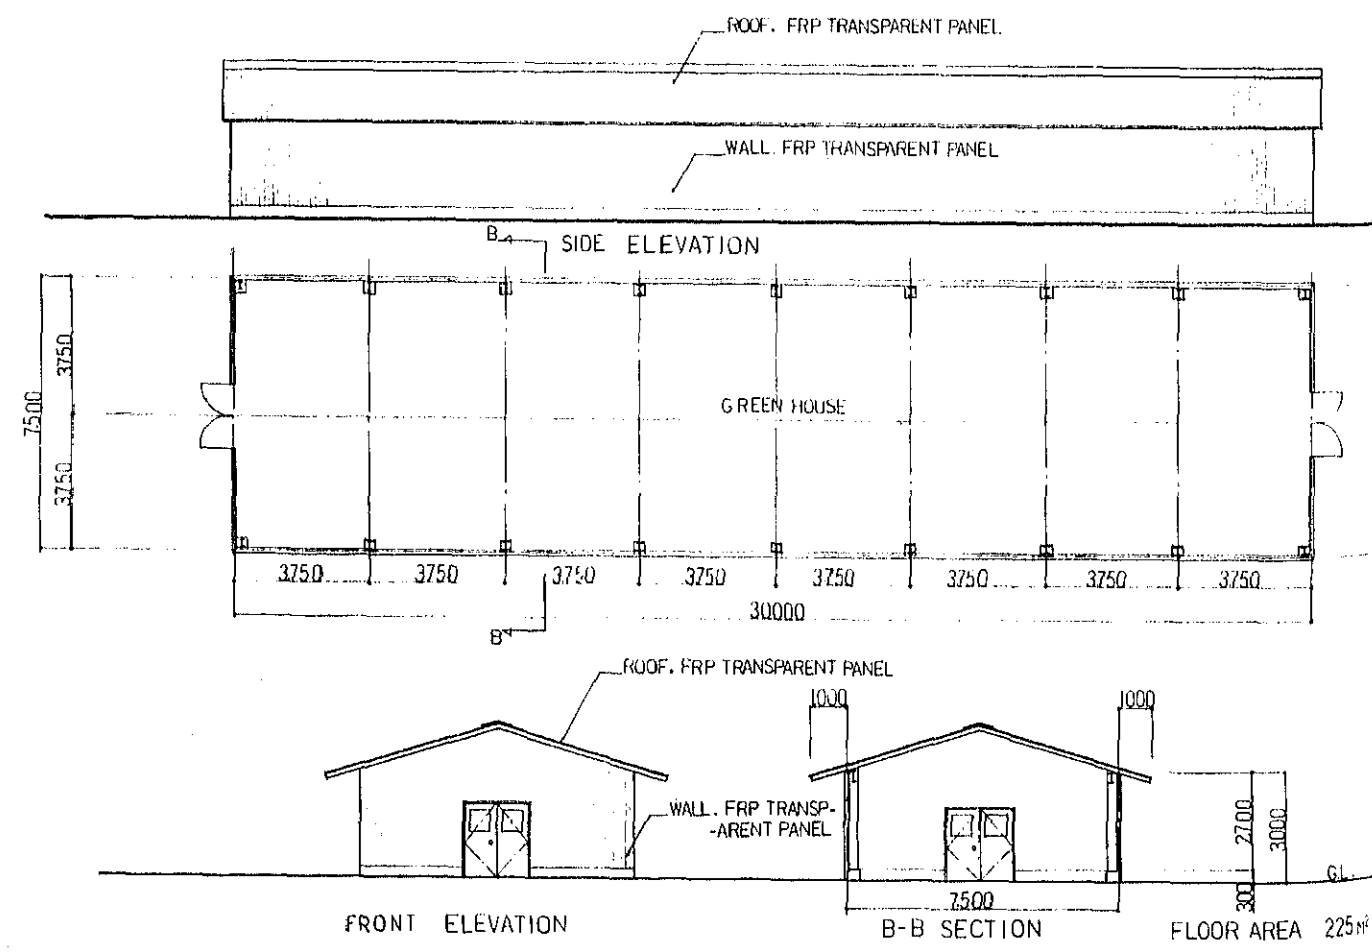 ROOF. FRP TRANSPARENT PANEL
WALL. FRP TRANSPARENT PANEL
B
SIDE ELEVATION
7500
3750
3750
GREEN HOUSE
3750
3750
3750
3750
3750
3750
3750
3750
30000
B
ROOF. FRP TRANSPARENT PANEL
1000
1000
WALL. FRP TRANSP-
-ARENT PANEL
2700
3000
300
G.L.
7500
FRONT ELEVATION
B-B SECTION
FLOOR AREA 225㎡